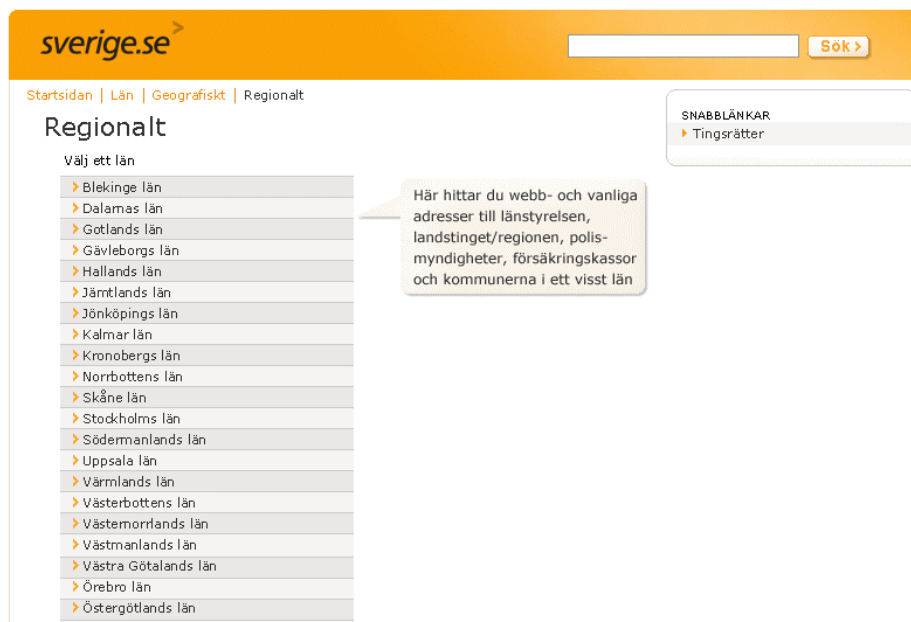 sverige.se
Sök
Startsidan | Län | Geografiskt | Regionalt
Regionalt
Välj ett län
Blekinge län
Dalarnas län
Gotlands län
Gävleborgs län
Hallands län
Jämtlands län
Jönköpings län
Kalmar län
Kronobergs län
Norrbottens län
Skåne län
Stockholms län
Södermanlands län
Uppsala län
Värmlands län
Västerbottens län
Västernorrlands län
Västmanlands län
Västra Götalands län
Örebro län
Östergötlands län
Här hittar du webb- och vanliga
adresser till länstyrelsen,
landstinget/regionen, polis-
myndigheter, försäkringskassor
och kommunerna i ett visst län
SNABBLÄNKAR
Tingsrätter